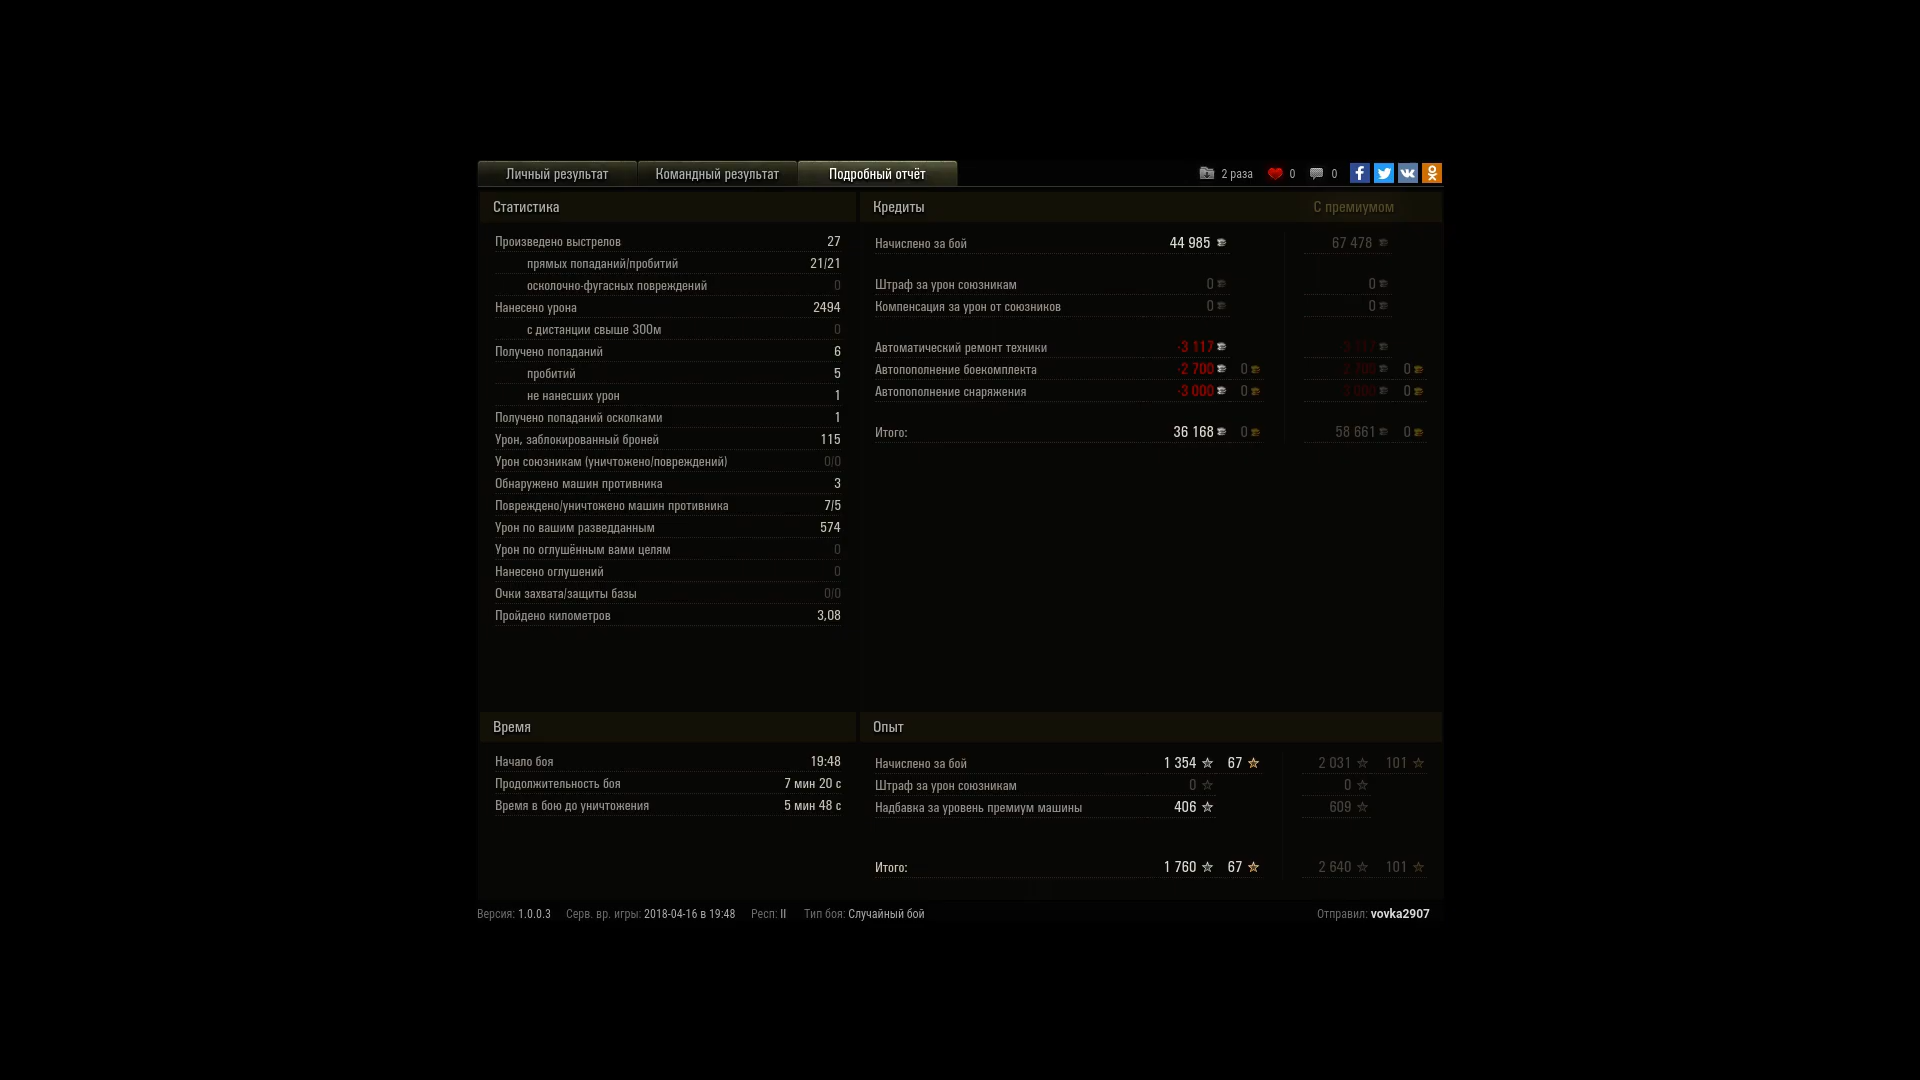 Личный результат Командный результат Подробный отчёт 2 раза 0 0
Статистика
Произведено выстрелов 27
прямых попаданий/пробитий 21/21
осколочно-фугасных повреждений 0
Нанесено урона 2494
с дистанции свыше 300м 0
Получено попаданий 6
пробитий 5
не нанесших урон 1
Получено попаданий осколками 1
Урон, заблокированный броней 115
Урон союзникам (уничтожено/повреждений) 0/0
Обнаружено машин противника 3
Повреждено/уничтожено машин противника 7/5
Урон по вашим разведданным 574
Урон по оглушённым вами целям 0
Нанесено оглушений 0
Очки захвата/защиты базы 0/0
Пройдено километров 3,08
Кредиты С премиумом
Начислено за бой 44 985 67 478
Штраф за урон союзникам 0 0
Компенсация за урон от союзников 0 0
Автоматический ремонт техники -3 117 -3 117
Автопополнение боекомплекта -2 700 0 -2 700 0
Автопополнение снаряжения -3 000 0 -3 000 0
Итого: 36 168 0 58 661 0
Время
Начало боя 19:48
Продолжительность боя 7 мин 20 с
Время в бою до уничтожения 5 мин 48 с
Опыт
Начислено за бой 1 354 67 2 031 101
Штраф за урон союзникам 0 0
Надбавка за уровень премиум машины 406 609
Итого: 1 760 67 2 640 101
Версия: 1.0.0.3 Серв. вр. игры: 2018-04-16 в 19:48 Респ: II Тип боя: Случайный бой Отправил: vovka2907